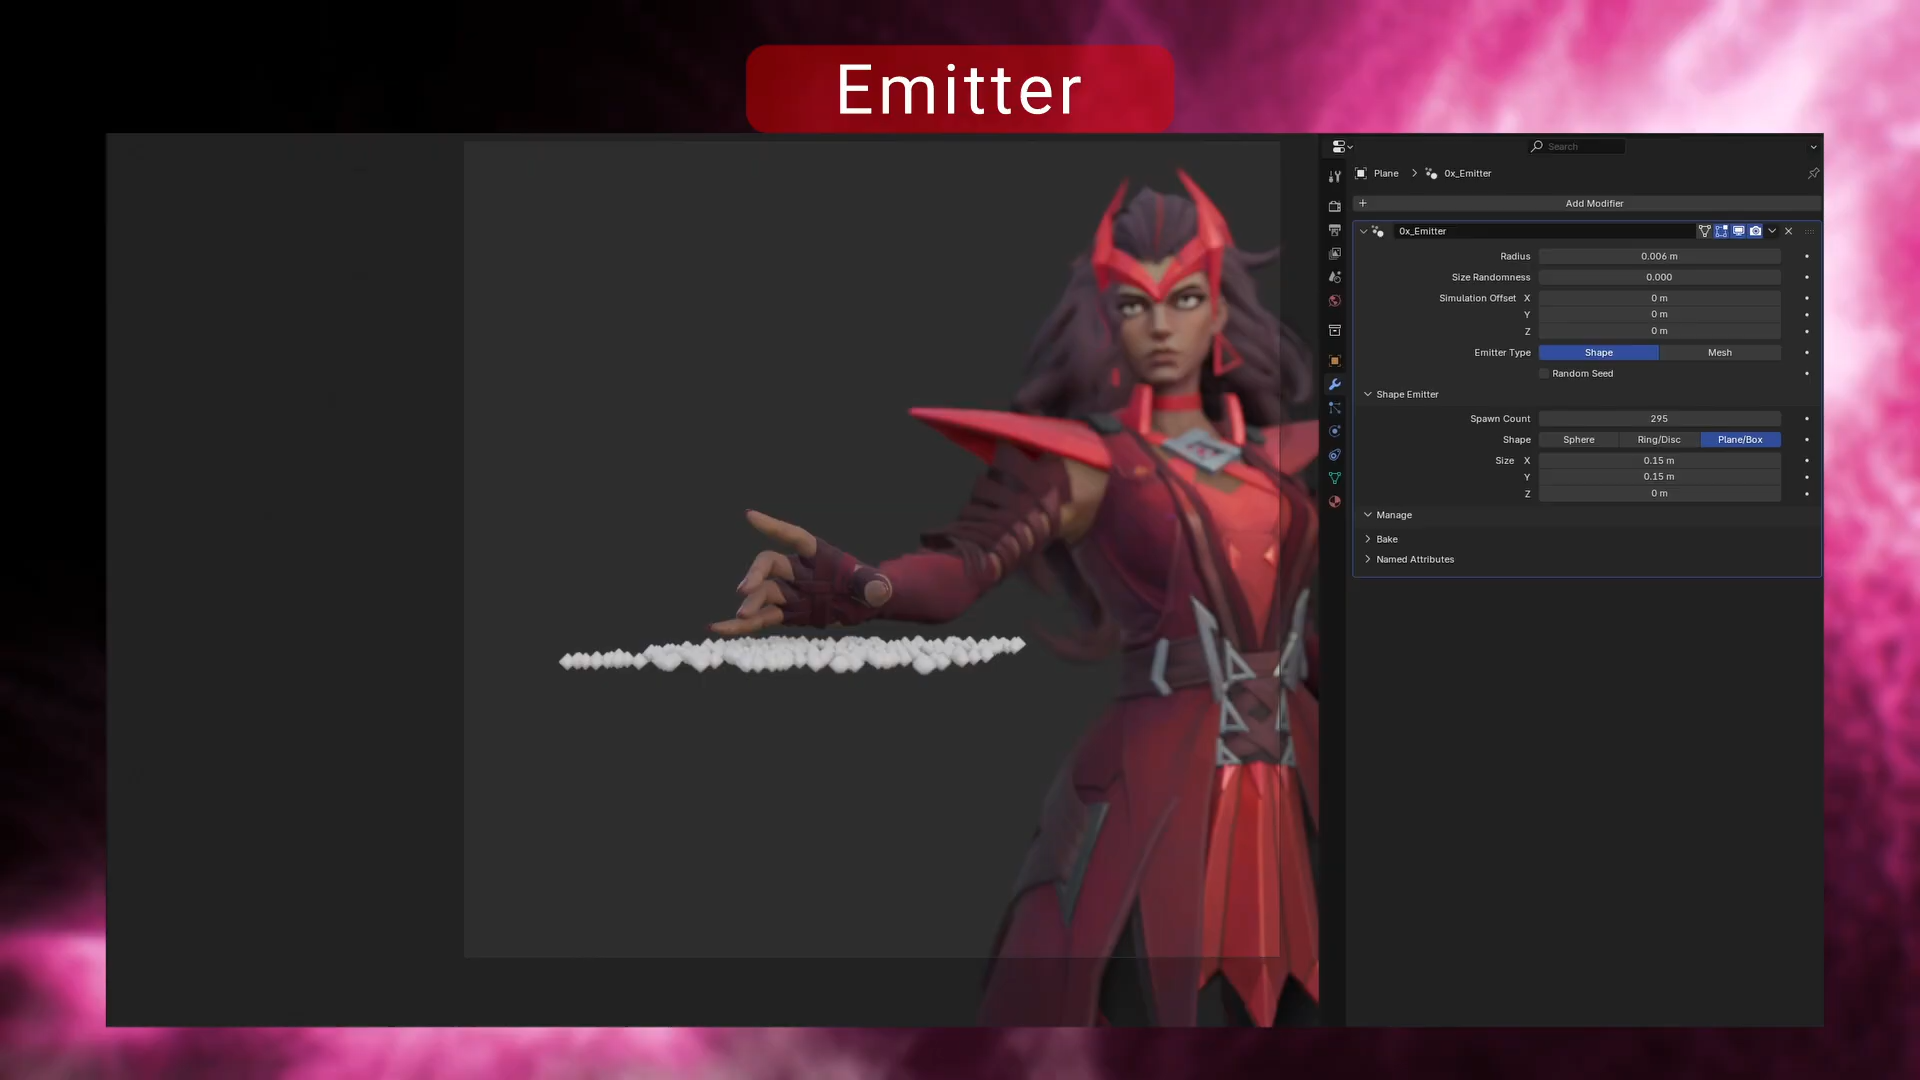 Emitter
Search
Plane 0x_Emitter
Add Modifier
0x_Emitter
Radius 0.006 m
Size Randomness 0.000
Simulation Offset X 0 m
Y 0 m
Z 0 m
Emitter Type Shape Mesh
Random Seed
Shape Emitter
Spawn Count 295
Shape Sphere Ring/Disc Plane/Box
Size X 0.15 m
Y 0.15 m
Z 0 m
Manage
Bake
Named Attributes